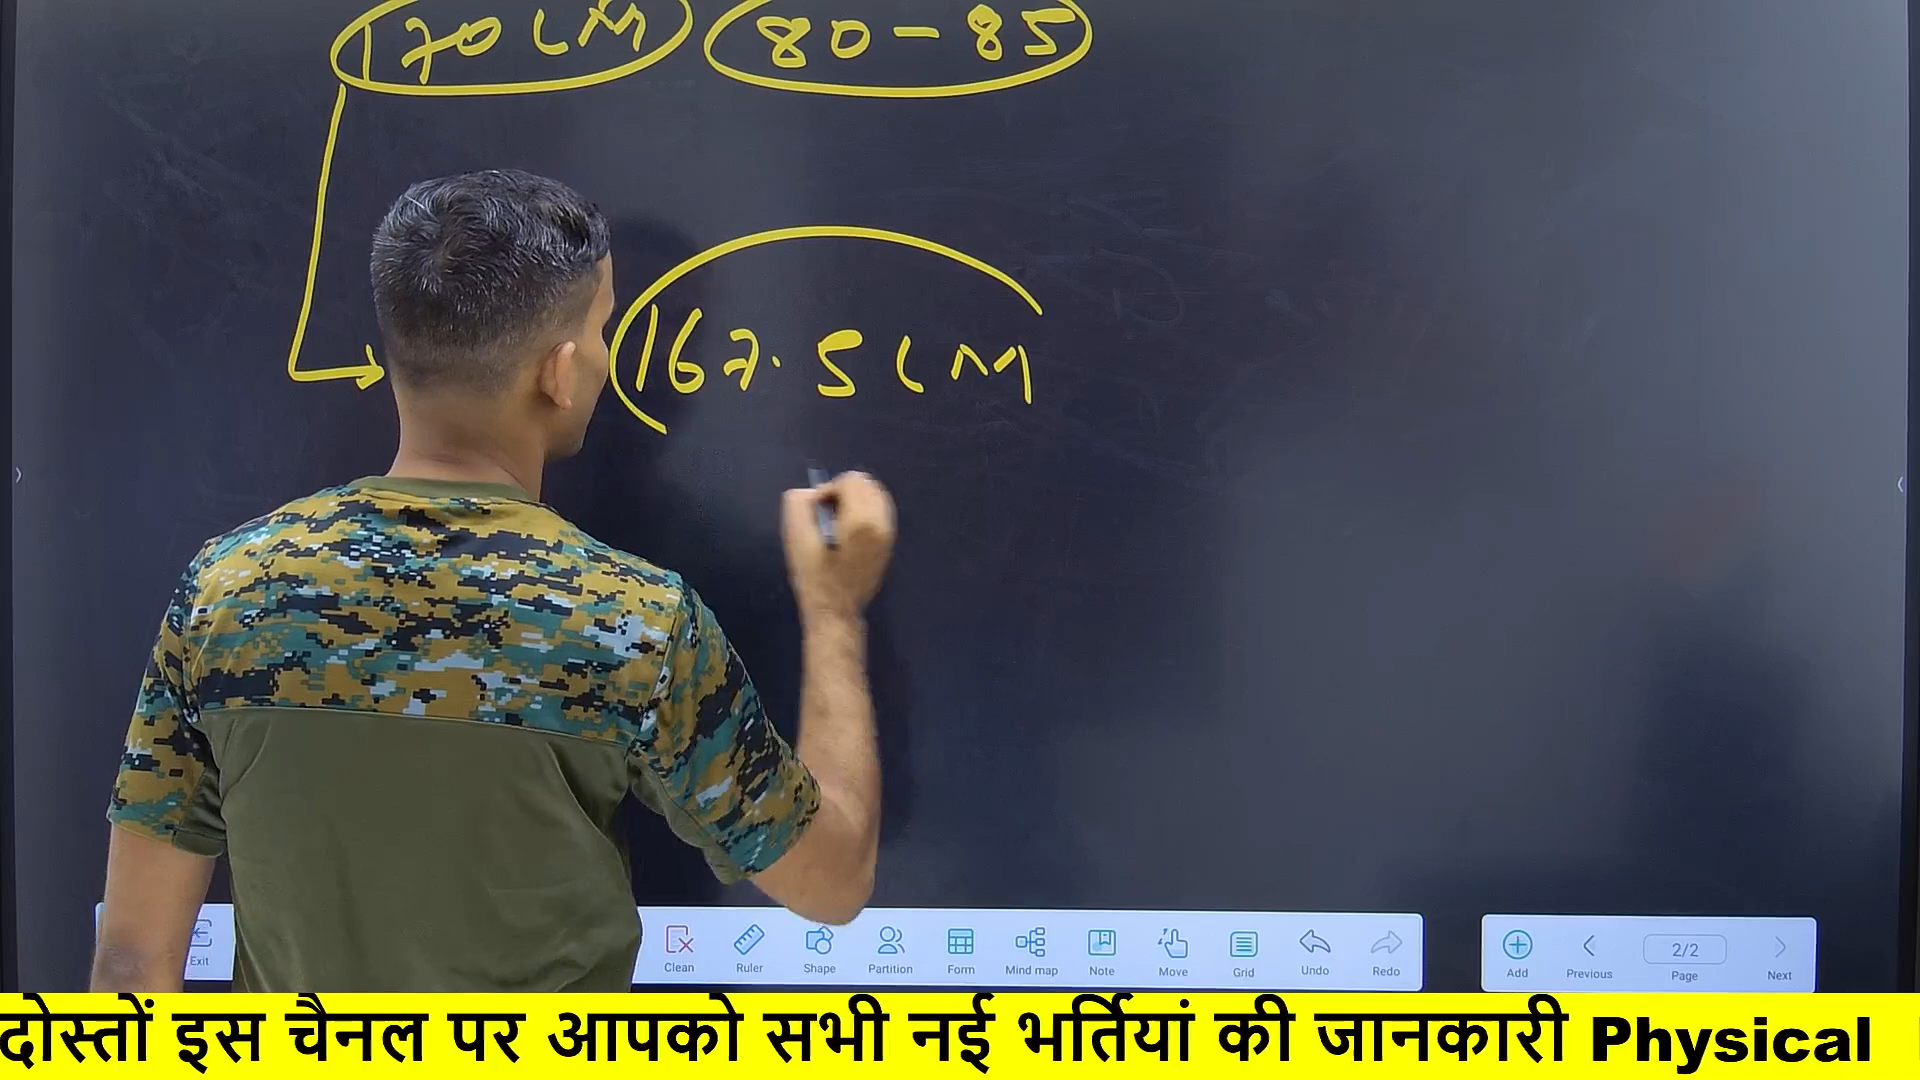 170 CM 80-85
167.5 CM
Exit Clean Ruler Shape Partition Form Mind map Note Move Grid Undo Redo Add Previous 2/2 Page Next
दोस्तों इस चैनल पर आपको सभी नई भर्तियां की जानकारी Physical